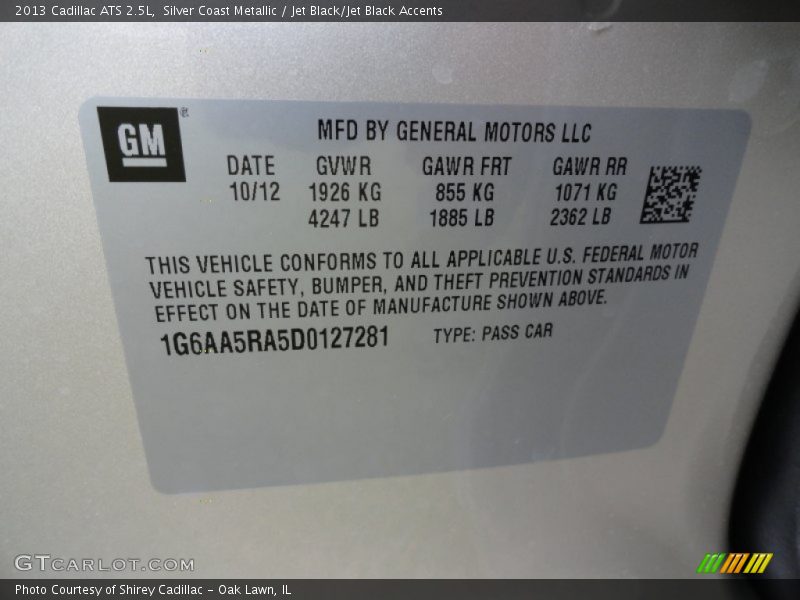 2013 Cadillac ATS 2.5L, Silver Coast Metallic / Jet Black/Jet Black Accents
GM ®
MFD BY GENERAL MOTORS LLC
DATE GVWR GAWR FRT GAWR RR
10/12 1926 KG 855 KG 1071 KG
4247 LB 1885 LB 2362 LB
THIS VEHICLE CONFORMS TO ALL APPLICABLE U.S. FEDERAL MOTOR
VEHICLE SAFETY, BUMPER, AND THEFT PREVENTION STANDARDS IN
EFFECT ON THE DATE OF MANUFACTURE SHOWN ABOVE.
1G6AA5RA5D0127281 TYPE: PASS CAR
GTCARLOT.COM
Photo Courtesy of Shirey Cadillac - Oak Lawn, IL